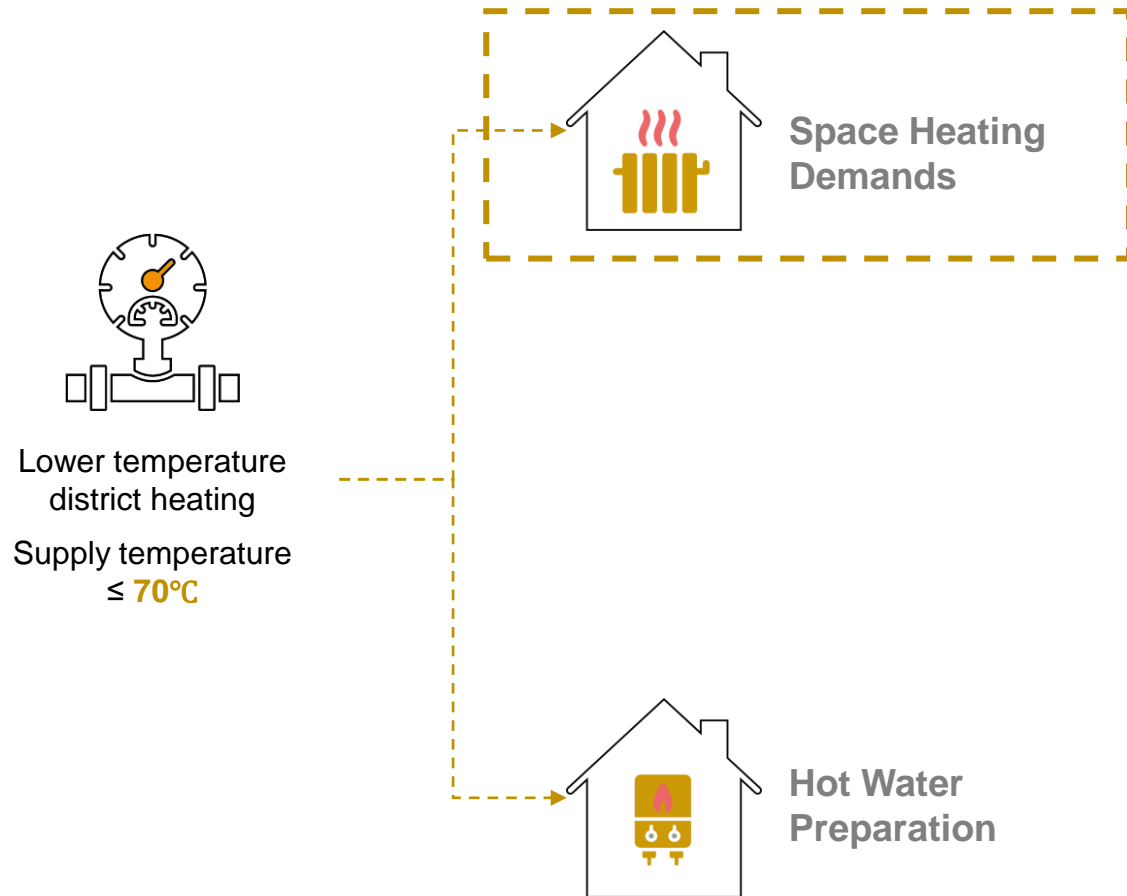 Space Heating
Demands
Lower temperature
district heating
Supply temperature
≤ 70℃
Hot Water
Preparation